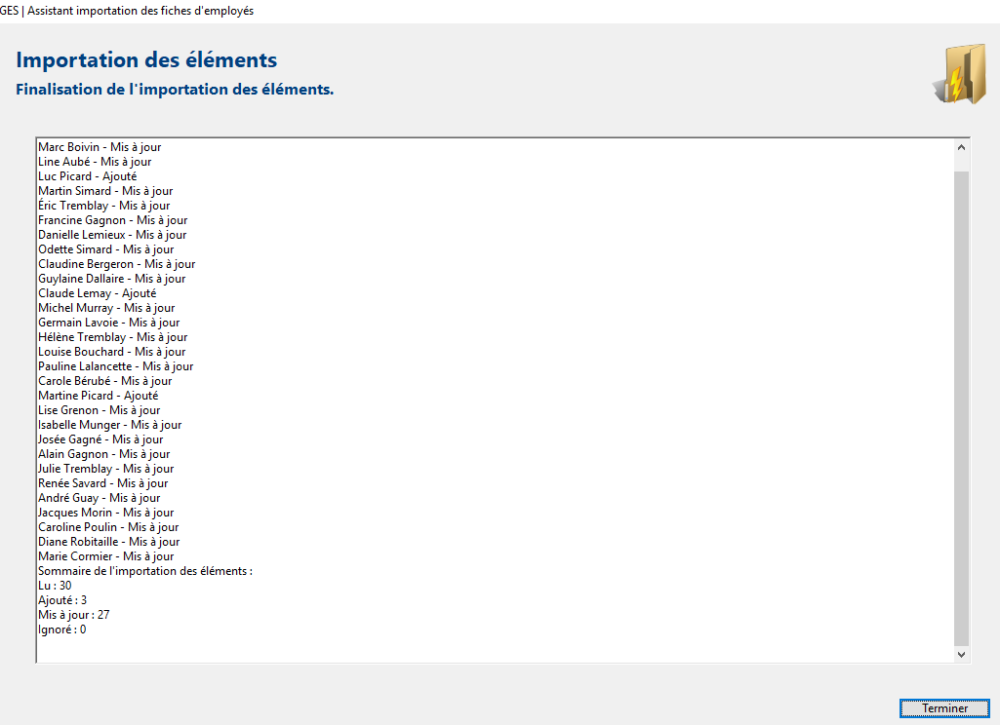 GES | Assistant importation des fiches d'employés
Importation des éléments
Finalisation de l'importation des éléments.
Marc Boivin - Mis à jour
Line Aubé - Mis à jour
Luc Picard - Ajouté
Martin Simard - Mis à jour
Éric Tremblay - Mis à jour
Francine Gagnon - Mis à jour
Danielle Lemieux - Mis à jour
Odette Simard - Mis à jour
Claudine Bergeron - Mis à jour
Guylaine Dallaire - Mis à jour
Claude Lemay - Ajouté
Michel Murray - Mis à jour
Germain Lavoie - Mis à jour
Hélène Tremblay - Mis à jour
Louise Bouchard - Mis à jour
Pauline Lalancette - Mis à jour
Carole Bérubé - Mis à jour
Martine Picard - Ajouté
Lise Grenon - Mis à jour
Isabelle Munger - Mis à jour
Josée Gagné - Mis à jour
Alain Gagnon - Mis à jour
Julie Tremblay - Mis à jour
Renée Savard - Mis à jour
André Guay - Mis à jour
Jacques Morin - Mis à jour
Caroline Poulin - Mis à jour
Diane Robitaille - Mis à jour
Marie Cormier - Mis à jour
Sommaire de l'importation des éléments :
Lu : 30
Ajouté : 3
Mis à jour : 27
Ignoré : 0
Terminer